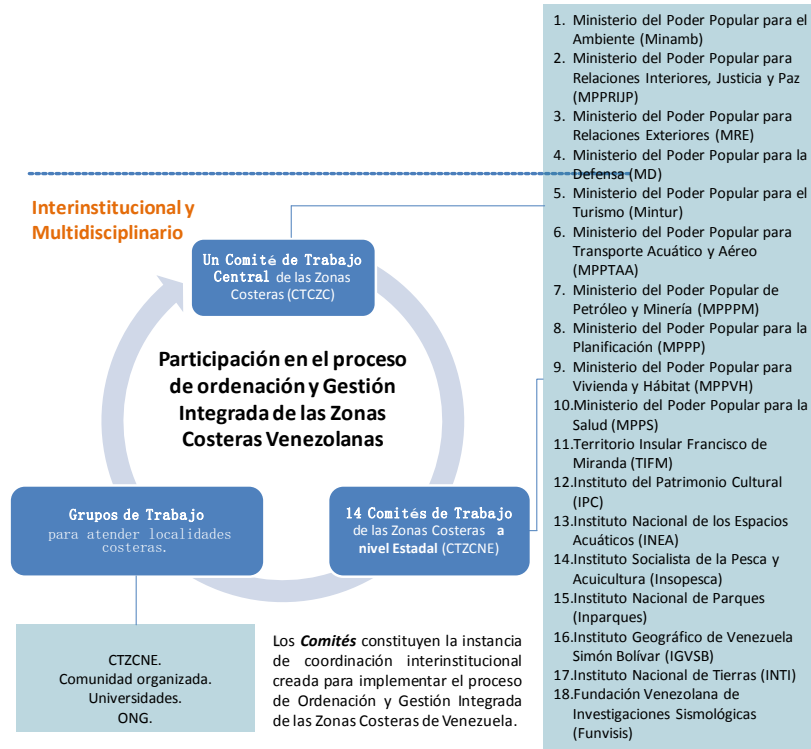 Interinstitucional y
Multidisciplinario
Un Comité de Trabajo
Central de las Zonas
Costeras (CTCZC)
Participación en el proceso
de ordenación y Gestión
Integrada de las Zonas
Costeras Venezolanas
Grupos de Trabajo
para atender localidades
costeras.
14 Comités de Trabajo
de las Zonas Costeras a
nivel Estadal (CTZCNE)
CTZCNE.
Comunidad organizada.
Universidades.
ONG.
Los Comités constituyen la instancia
de coordinación interinstitucional
creada para implementar el proceso
de Ordenación y Gestión Integrada
de las Zonas Costeras de Venezuela.
1. Ministerio del Poder Popular para el
Ambiente (Minamb)
2. Ministerio del Poder Popular para
Relaciones Interiores, Justicia y Paz
(MPPRIJP)
3. Ministerio del Poder Popular para
Relaciones Exteriores (MRE)
4. Ministerio del Poder Popular para la
Defensa (MD)
5. Ministerio del Poder Popular para el
Turismo (Mintur)
6. Ministerio del Poder Popular para
Transporte Acuático y Aéreo
(MPPTAA)
7. Ministerio del Poder Popular de
Petróleo y Minería (MPPPM)
8. Ministerio del Poder Popular para la
Planificación (MPPP)
9. Ministerio del Poder Popular para
Vivienda y Hábitat (MPPVH)
10.Ministerio del Poder Popular para la
Salud (MPPS)
11.Territorio Insular Francisco de
Miranda (TIFM)
12.Instituto del Patrimonio Cultural
(IPC)
13.Instituto Nacional de los Espacios
Acuáticos (INEA)
14.Instituto Socialista de la Pesca y
Acuicultura (Insopesca)
15.Instituto Nacional de Parques
(Inparques)
16.Instituto Geográfico de Venezuela
Simón Bolívar (IGVSB)
17.Instituto Nacional de Tierras (INTI)
18.Fundación Venezolana de
Investigaciones Sismológicas
(Funvisis)